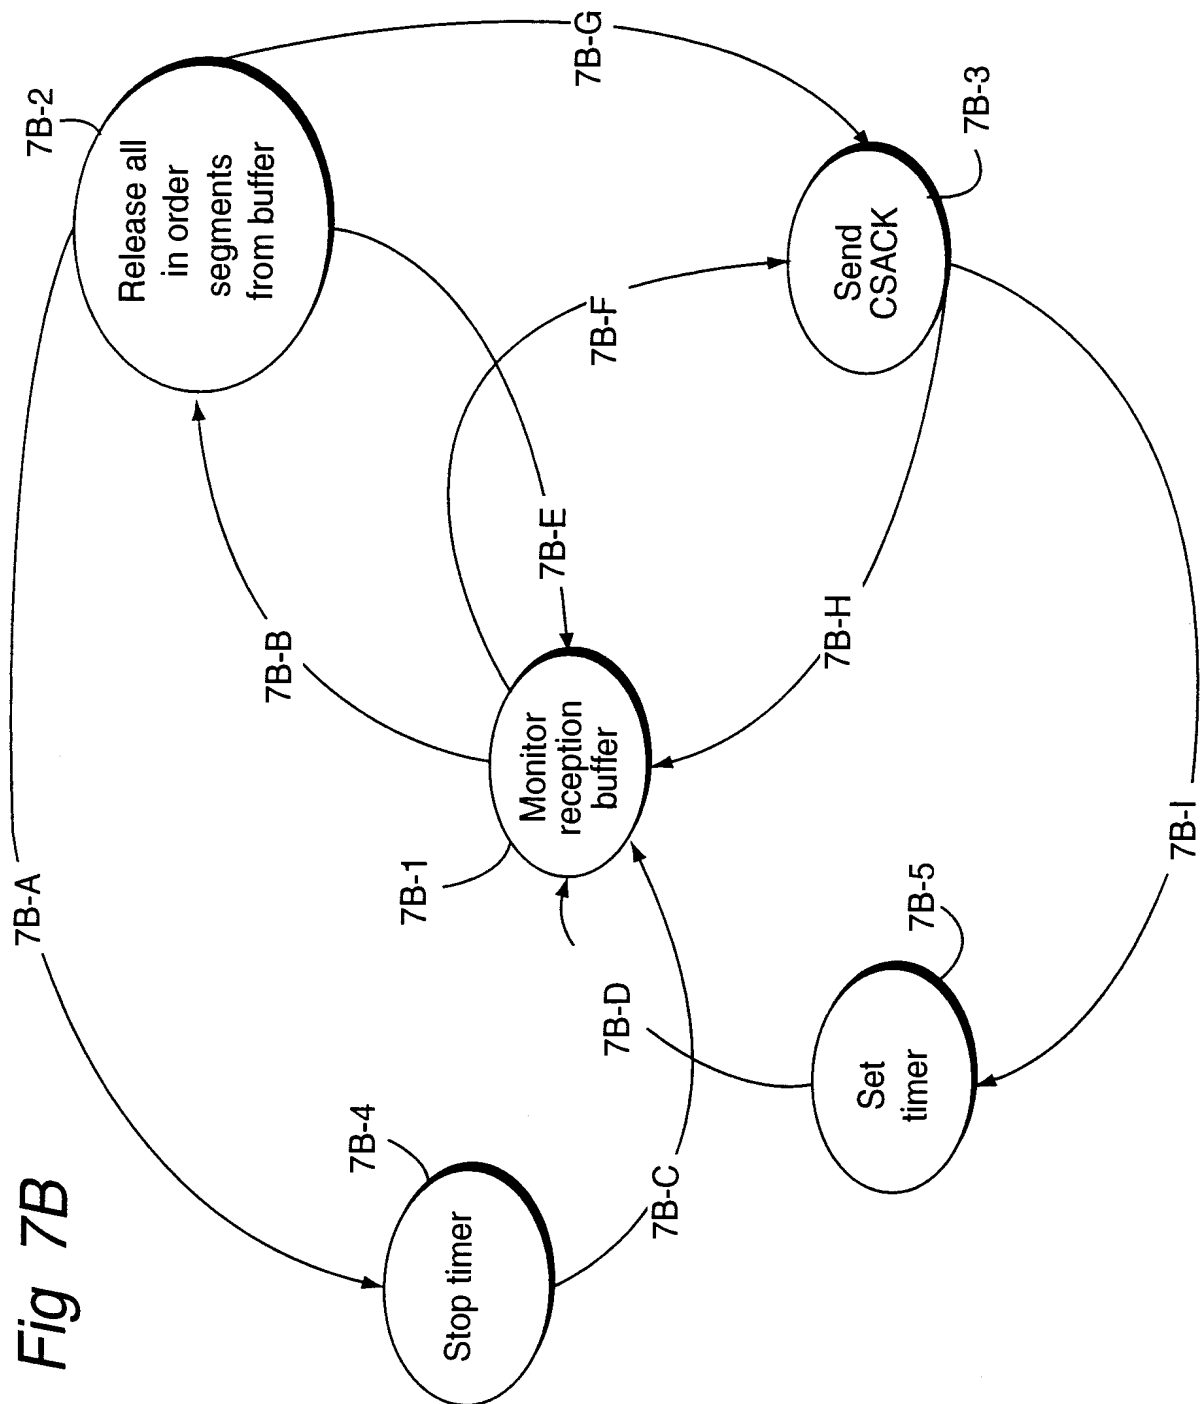 Fig 7B
7B-A
7B-2
Release all
in order
segments
from buffer
7B-4
Stop timer
7B-B
7B-G
7B-1
Monitor
reception
buffer
7B-E
7B-F
7B-C
7B-D
7B-H
Send
CSACK
7B-3
Set
timer
7B-5
7B-I